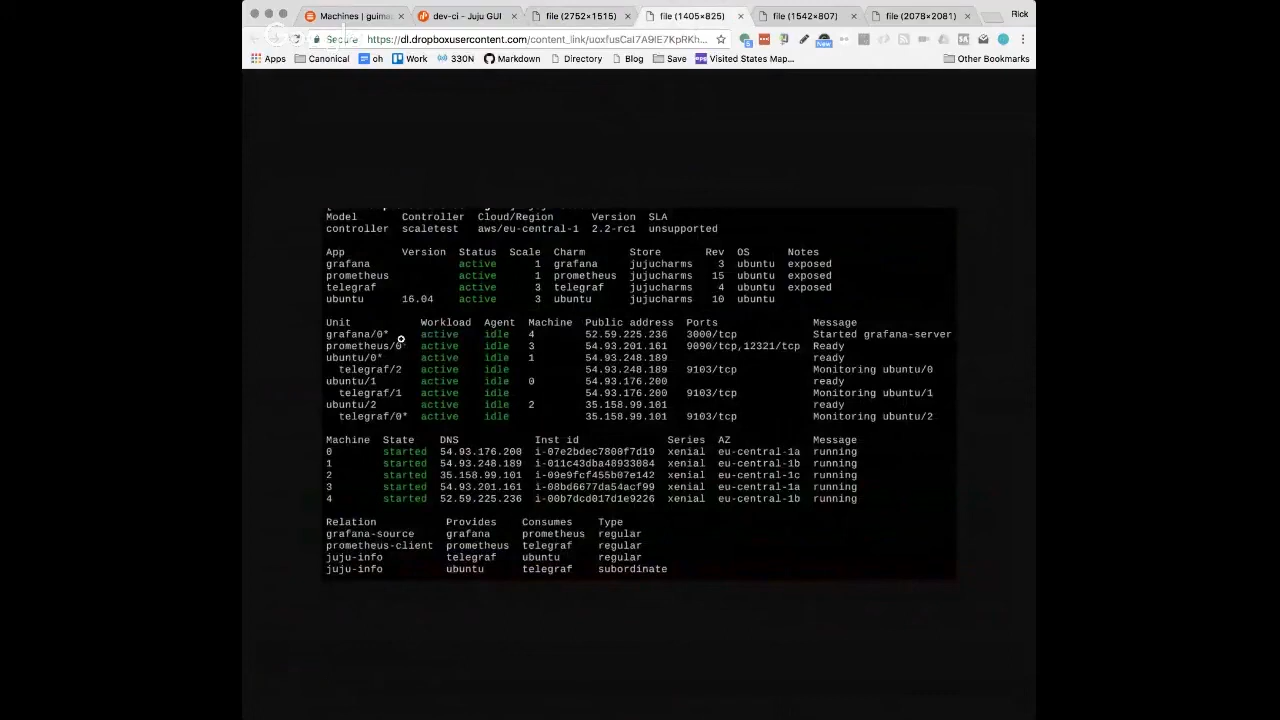 Machines | guima
dev-ci - Juju GUI
file (2752×1515)
file (1405×825)
file (1542×807)
file (2078×2081)
Rick
Secure https://dl.dropboxusercontent.com/content_link/uoxfusCaI7A9IE7KpRKh...
Apps Canonical oh Work 330N Markdown Directory Blog Save Visited States Map... Other Bookmarks
Model Controller Cloud/Region Version SLA
controller scaletest aws/eu-central-1 2.2-rc1 unsupported
App Version Status Scale Charm Store Rev OS Notes
grafana active 1 grafana jujucharms 3 ubuntu exposed
prometheus active 1 prometheus jujucharms 15 ubuntu exposed
telegraf active 3 telegraf jujucharms 4 ubuntu exposed
ubuntu 16.04 active 3 ubuntu jujucharms 10 ubuntu
Unit Workload Agent Machine Public address Ports Message
grafana/0* active idle 4 52.59.225.236 3000/tcp Started grafana-server
prometheus/0* active idle 3 54.93.201.161 9090/tcp,12321/tcp Ready
ubuntu/0* active idle 1 54.93.248.189 ready
telegraf/2 active idle 54.93.248.189 9103/tcp Monitoring ubuntu/0
ubuntu/1 active idle 0 54.93.176.200 ready
telegraf/1 active idle 54.93.176.200 9103/tcp Monitoring ubuntu/1
ubuntu/2 active idle 2 35.158.99.101 ready
telegraf/0* active idle 35.158.99.101 9103/tcp Monitoring ubuntu/2
Machine State DNS Inst id Series AZ Message
0 started 54.93.176.200 i-07e2bdec7800f7d19 xenial eu-central-1a running
1 started 54.93.248.189 i-011c43dba48933084 xenial eu-central-1b running
2 started 35.158.99.101 i-09e9fcf455b07e142 xenial eu-central-1c running
3 started 54.93.201.161 i-08bd6677da54acf99 xenial eu-central-1a running
4 started 52.59.225.236 i-00b7dcd017d1e9226 xenial eu-central-1b running
Relation Provides Consumes Type
grafana-source grafana prometheus regular
prometheus-client prometheus telegraf regular
juju-info telegraf ubuntu regular
juju-info ubuntu telegraf subordinate